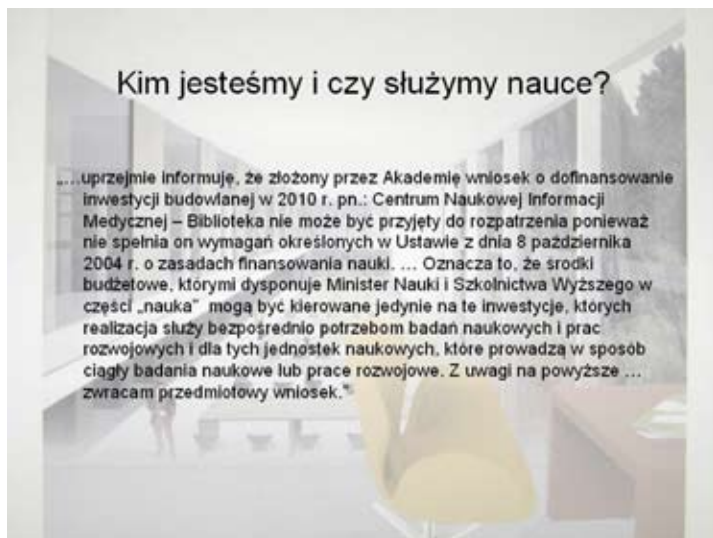 Kim jesteśmy i czy służymy nauce?
„…uprzejmie informuję, że złożony przez Akademię wniosek o dofinansowanie
inwestycji budowlanej w 2010 r. pn.: Centrum Naukowej Informacji
Medycznej – Biblioteka nie może być przyjęty do rozpatrzenia ponieważ
nie spełnia on wymagań określonych w Ustawie z dnia 8 października
2004 r. o zasadach finansowania nauki. … Oznacza to, że srodki
budżetowe, którymi dysponuje Minister Nauki i Szkolnictwa Wyższego w
części „nauka” mogą być kierowane jedynie na te inwestycje, których
realizacja służy bezpośrednio potrzebom badań naukowych i prac
rozwojowych i dla tych jednostek naukowych, które prowadzą w sposób
ciągły badania naukowe lub prace rozwojowe. Z uwagi na powyższe …
zwracam przedmiotowy wniosek.”